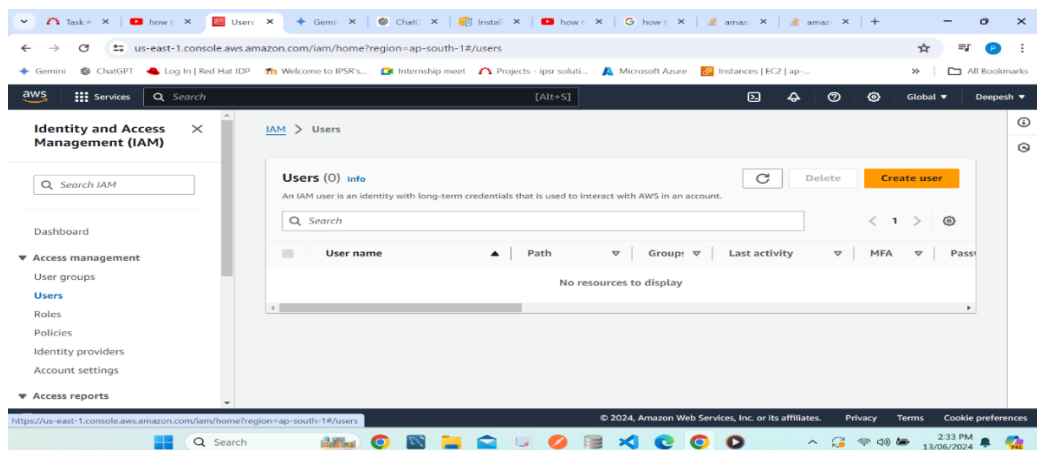 Task
how t
Users
Gemi
ChatG
Install
how t
how t
amaz
amaz
us-east-1.console.aws.amazon.com/iam/home?region=ap-south-1#/users
P
Gemini
ChatGPT
Log In | Red Hat IDP
Welcome to IPSR's...
Internship meet
Projects - ipsr soluti...
Microsoft Azure
Instances | EC2 | ap-...
All Bookmarks
aws
Services
Search
[Alt+S]
Global
Deepesh
Identity and Access
Management (IAM)
Search IAM
Dashboard
Access management
User groups
Users
Roles
Policies
Identity providers
Account settings
Access reports
IAM > Users
Users (0) Info
Delete
Create user
An IAM user is an identity with long-term credentials that is used to interact with AWS in an account.
Search
1
User name
Path
Group:
Last activity
MFA
Pass
No resources to display
https://us-east-1.console.aws.amazon.com/iam/home?region=ap-south-1#/users
© 2024, Amazon Web Services, Inc. or its affiliates.
Privacy
Terms
Cookie preferences
Search
2:33 PM
13/06/2024